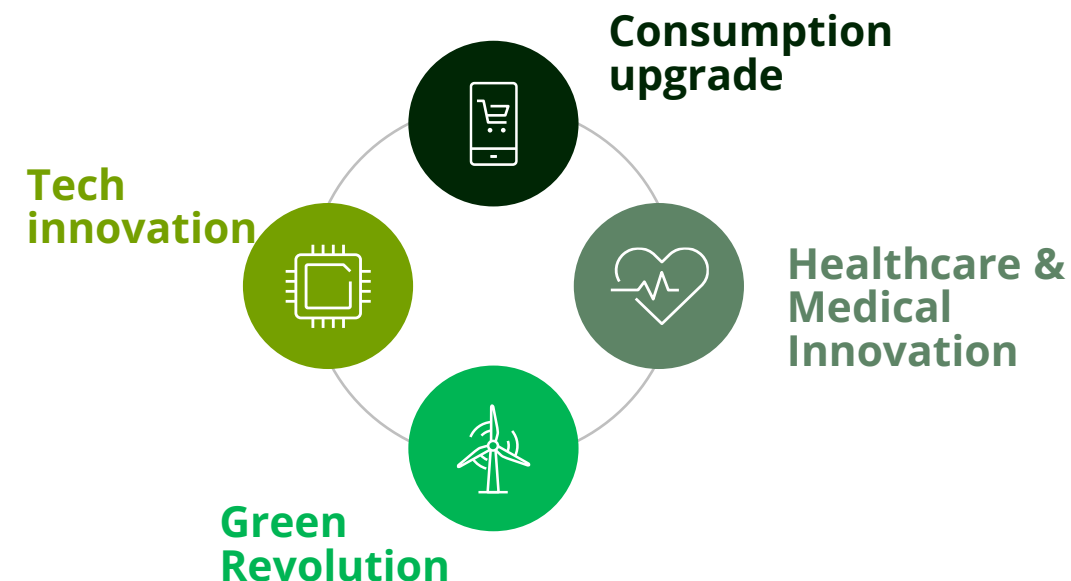 Consumption
upgrade
Tech
innovation
Healthcare &
Medical
Innovation
Green
Revolution